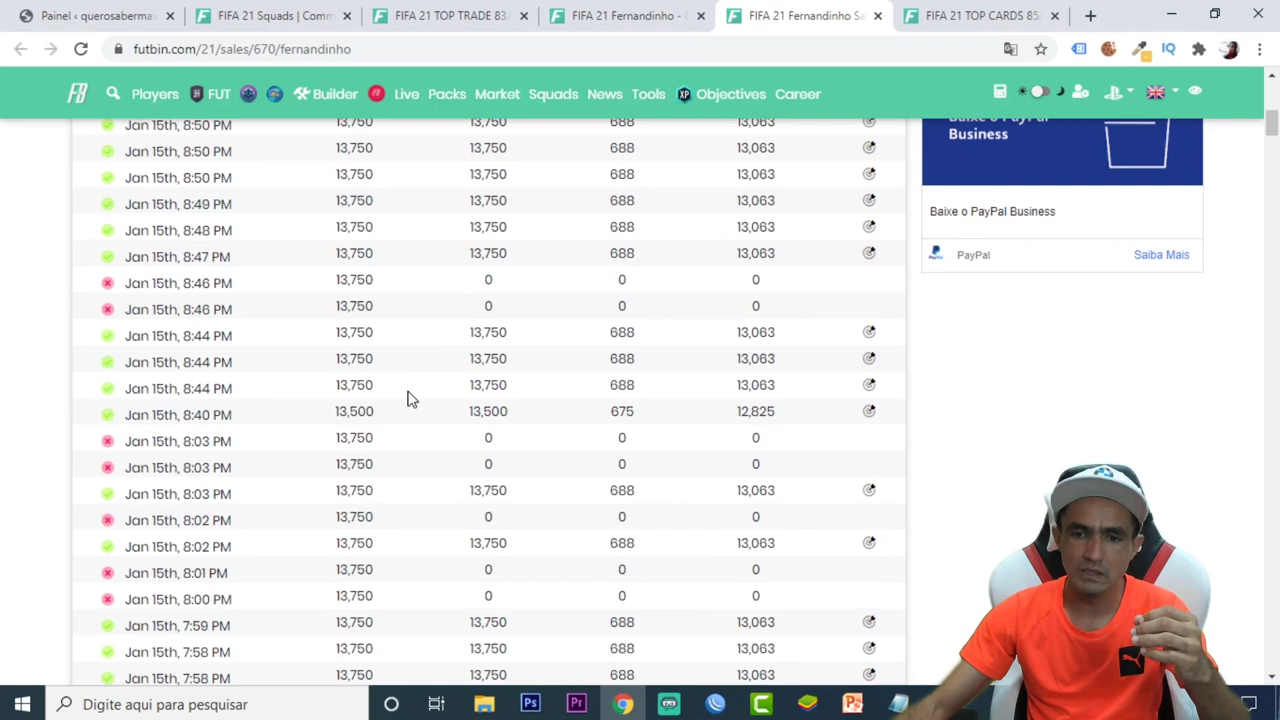 Painel ‹ querosabermai
FIFA 21 Squads | Comm
FIFA 21 TOP TRADE 83/
FIFA 21 Fernandinho -
FIFA 21 Fernandinho Sa
FIFA 21 TOP CARDS 85
futbin.com/21/sales/670/fernandinho
Players FUT Builder Live Packs Market Squads News Tools XP Objectives Career
Jan 15th, 8:50 PM 13,750 13,750 688 13,063
Jan 15th, 8:50 PM 13,750 13,750 688 13,063
Jan 15th, 8:50 PM 13,750 13,750 688 13,063
Jan 15th, 8:49 PM 13,750 13,750 688 13,063
Jan 15th, 8:48 PM 13,750 13,750 688 13,063
Jan 15th, 8:47 PM 13,750 13,750 688 13,063
Jan 15th, 8:46 PM 13,750 0 0 0
Jan 15th, 8:46 PM 13,750 0 0 0
Jan 15th, 8:44 PM 13,750 13,750 688 13,063
Jan 15th, 8:44 PM 13,750 13,750 688 13,063
Jan 15th, 8:44 PM 13,750 13,750 688 13,063
Jan 15th, 8:40 PM 13,500 13,500 675 12,825
Jan 15th, 8:03 PM 13,750 0 0 0
Jan 15th, 8:03 PM 13,750 0 0 0
Jan 15th, 8:03 PM 13,750 13,750 688 13,063
Jan 15th, 8:02 PM 13,750 0 0 0
Jan 15th, 8:02 PM 13,750 13,750 688 13,063
Jan 15th, 8:01 PM 13,750 0 0 0
Jan 15th, 8:00 PM 13,750 0 0 0
Jan 15th, 7:59 PM 13,750 13,750 688 13,063
Jan 15th, 7:58 PM 13,750 13,750 688 13,063
Jan 15th, 7:58 PM 13,750 13,750 688 13,063
Baixe o PayPal
Business
Baixe o PayPal Business
PayPal Saiba Mais
Digite aqui para pesquisar